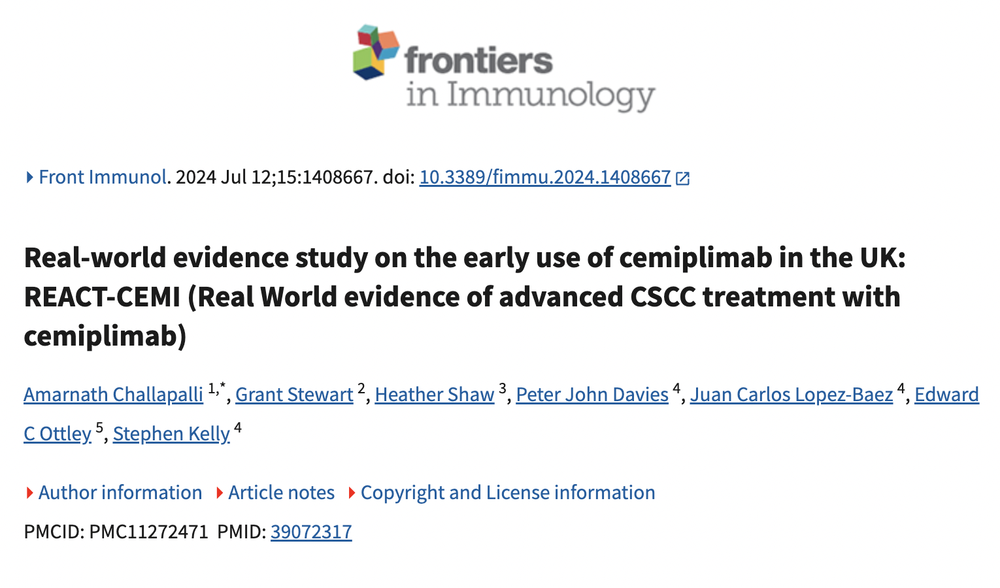 frontiers
in Immunology
Front Immunol. 2024 Jul 12;15:1408667. doi: 10.3389/fimmu.2024.1408667
Real-world evidence study on the early use of cemiplimab in the UK:
REACT-CEMI (Real World evidence of advanced CSCC treatment with
cemiplimab)
Amarnath Challapalli 1,*, Grant Stewart 2, Heather Shaw 3, Peter John Davies 4, Juan Carlos Lopez-Baez 4, Edward
C Ottley 5, Stephen Kelly 4
Author information Article notes Copyright and License information
PMCID: PMC11272471 PMID: 39072317